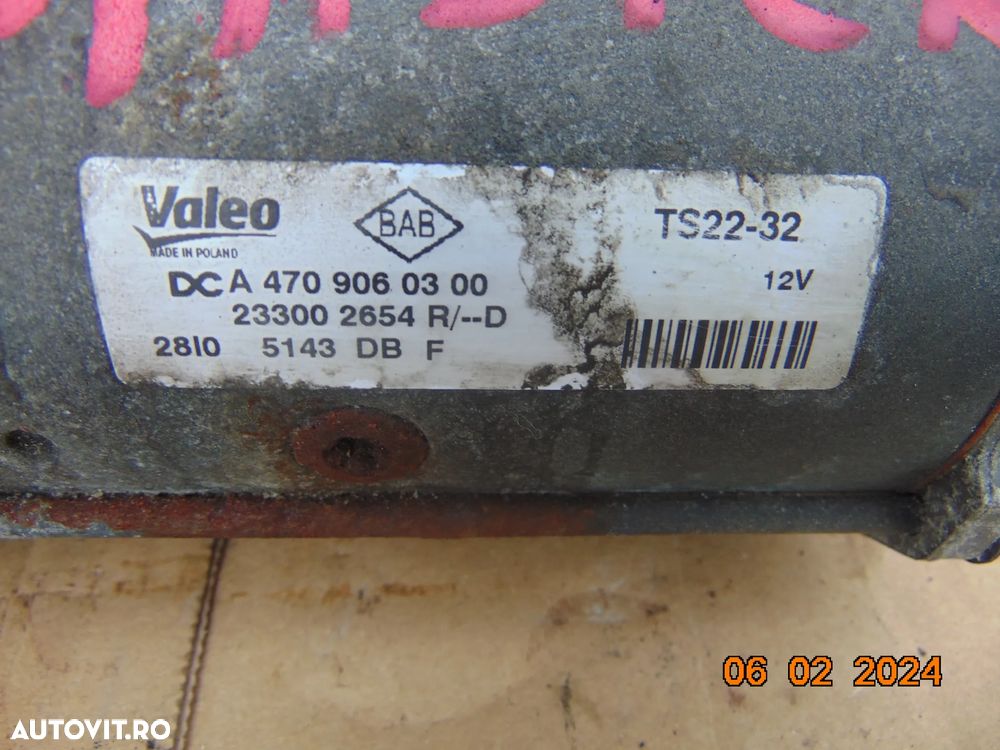 Valeo
MADE IN POLAND
BAB
TS22-32
DC A 470 906 03 00
12V
23300 2654 R/--D
28I0 5143 DB F
06 02 2024
AUTOVIT.RO